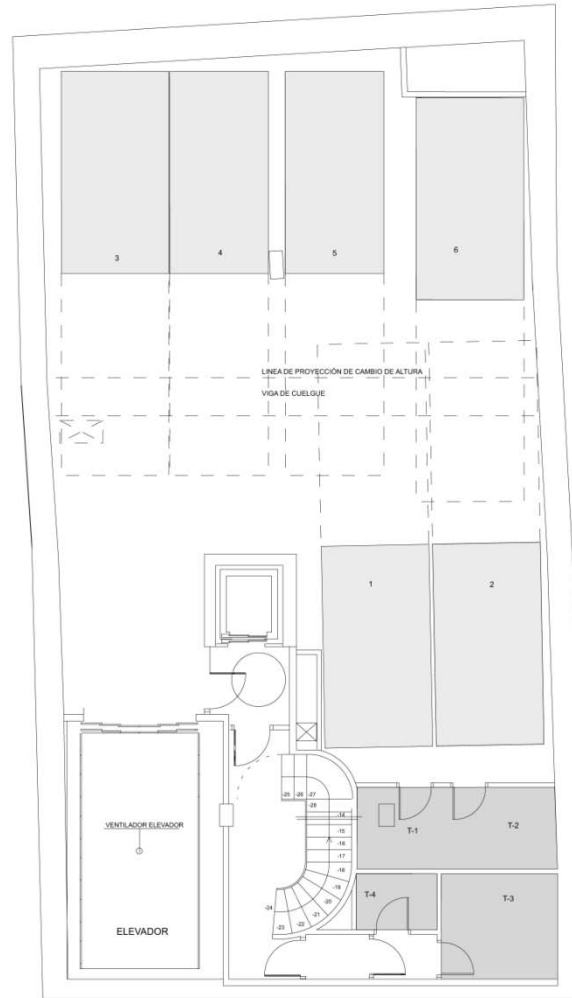 3
4
5
6
LINEA DE PROYECCIÓN DE CAMBIO DE ALTURA
VIGA DE CUELGUE
1
2
-25
-26
-27
-28
-14
-15
-16
-17
-18
-19
-20
-21
-22
-23
-24
VENTILADOR ELEVADOR
ELEVADOR
T-1
T-2
T-4
T-3